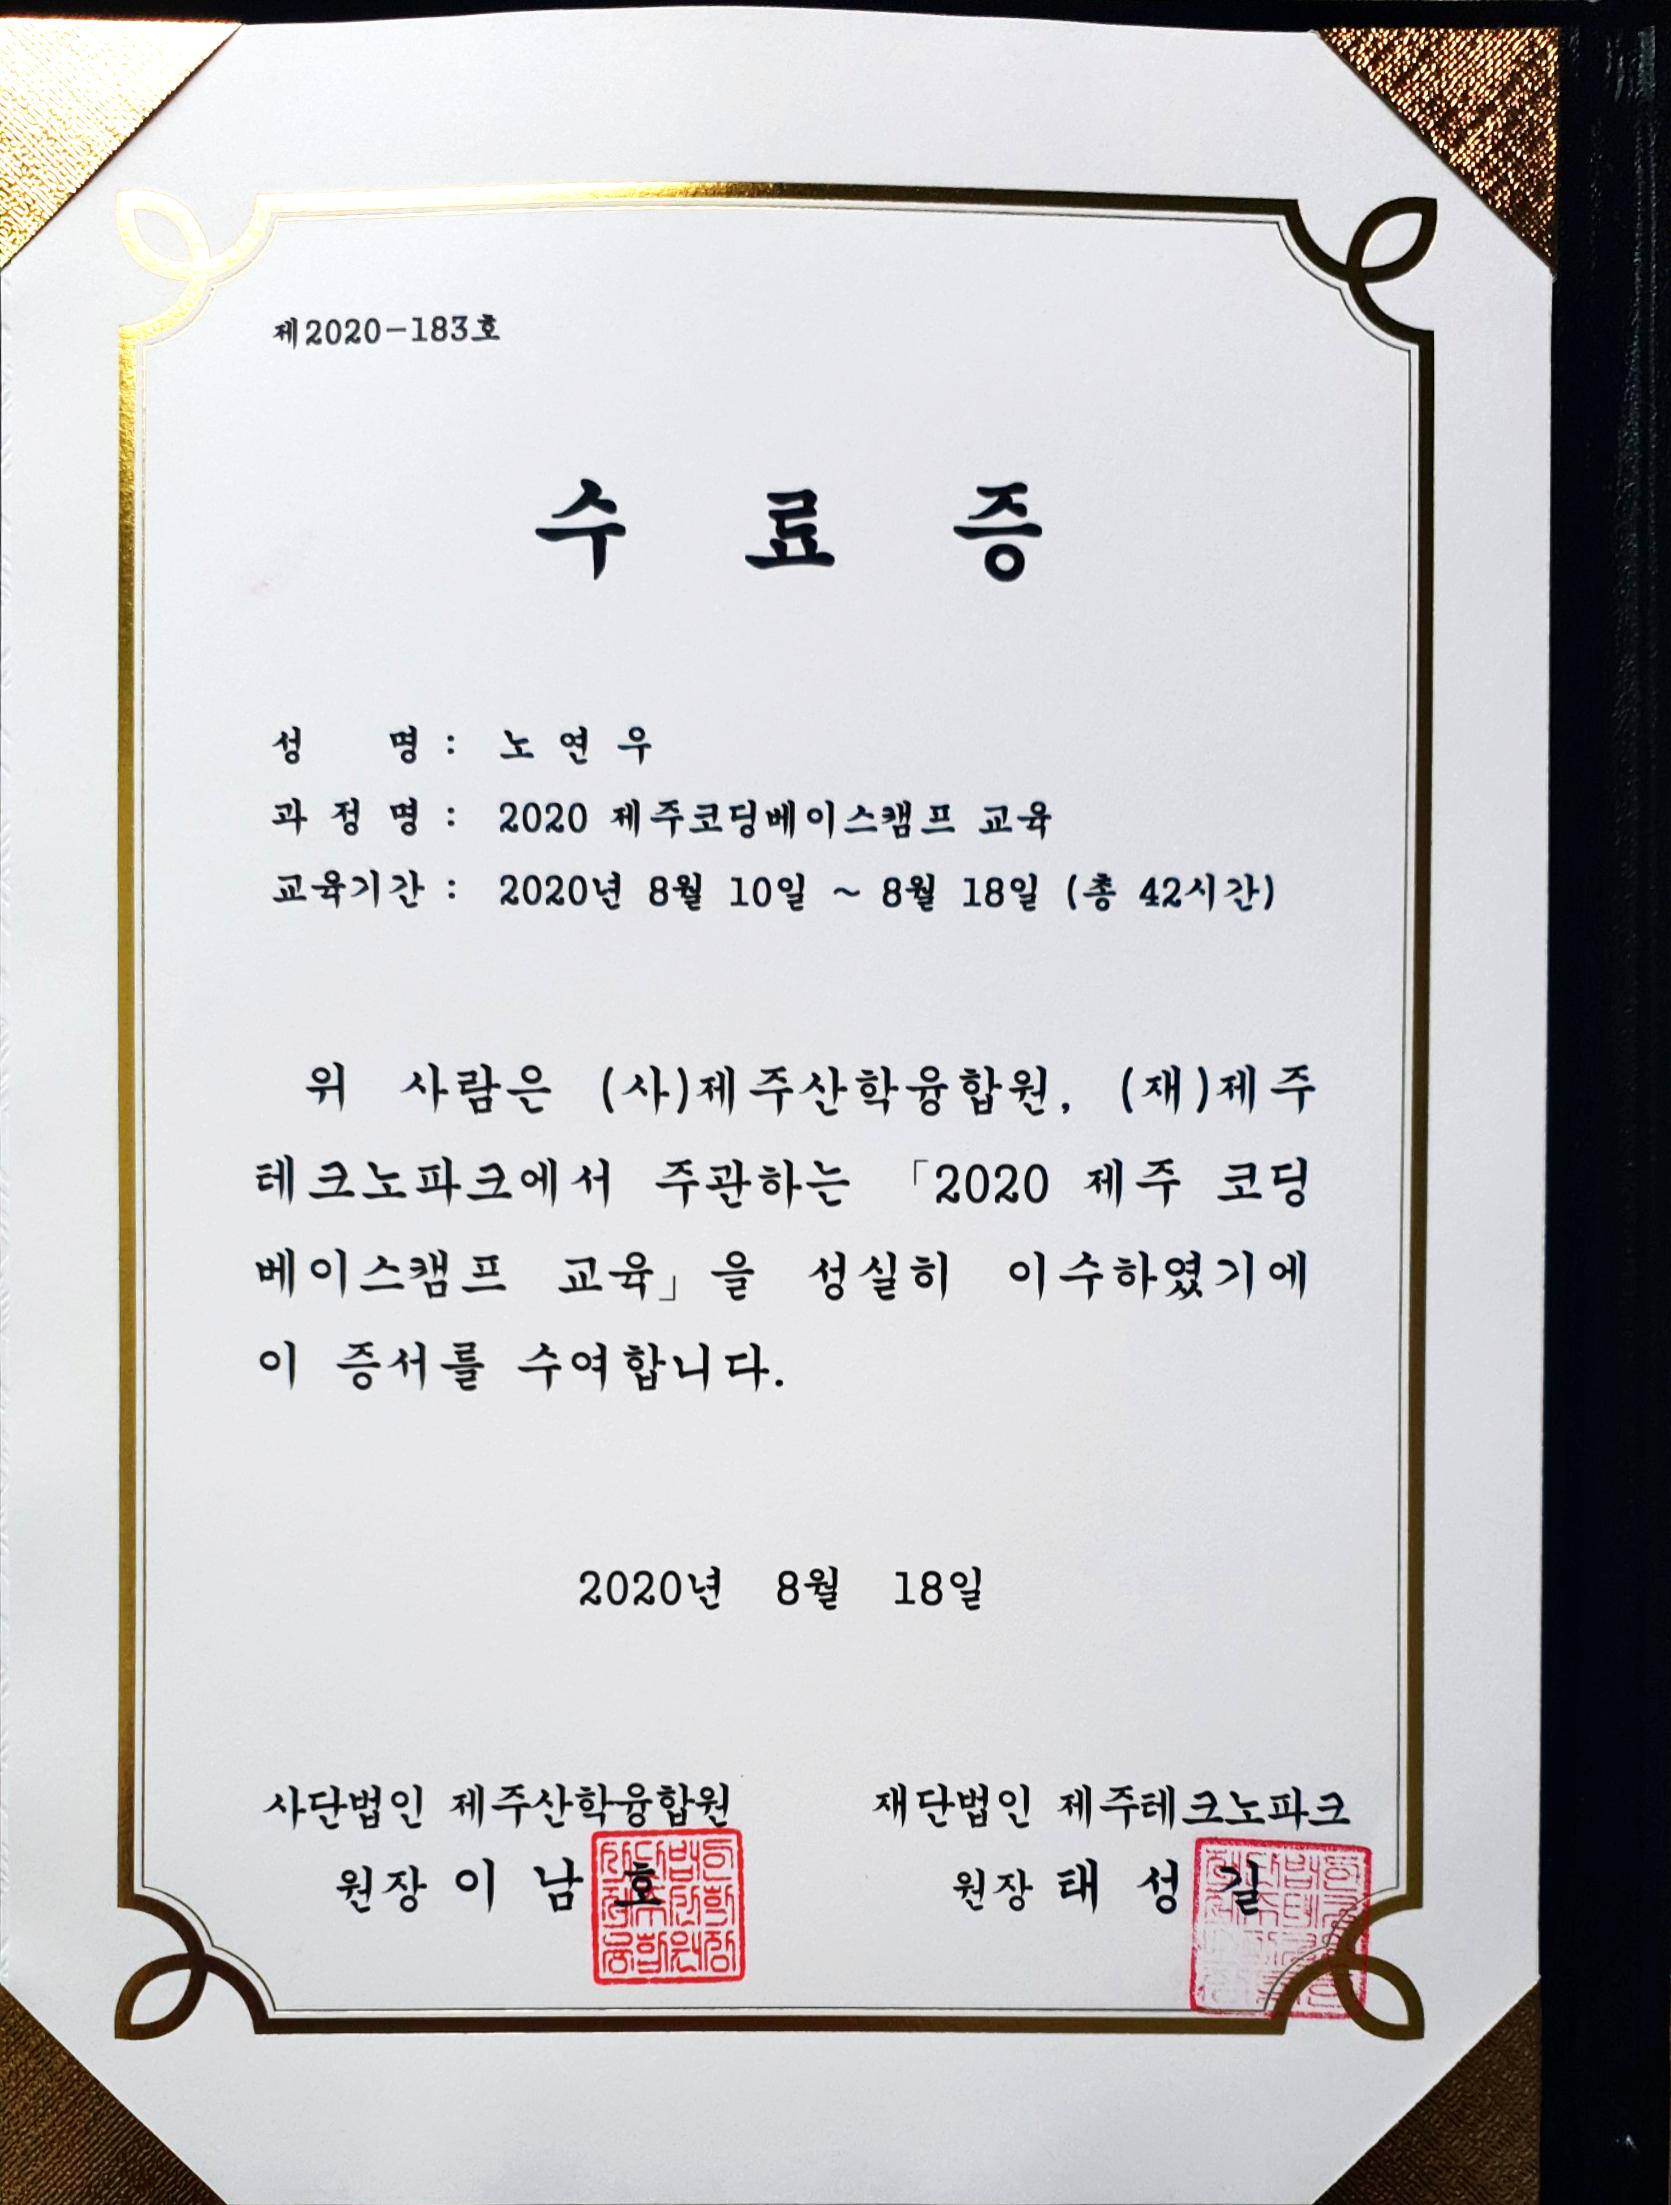 제2020-183호
수 료 증
성 명 : 노 연 우
과 정 명 : 2020 제주코딩베이스캠프 교육
교육기간 : 2020년 8월 10일 ~ 8월 18일 (총 42시간)
위 사람은 (사)제주산학융합원, (재)제주
테크노파크에서 주관하는 「2020 제주 코딩
베이스캠프 교육」을 성실히 이수하였기에
이 증서를 수여합니다.
2020년 8월 18일
사단법인 제주산학융합원 재단법인 제주테크노파크
원장 이 남 호 원장 태 성 길